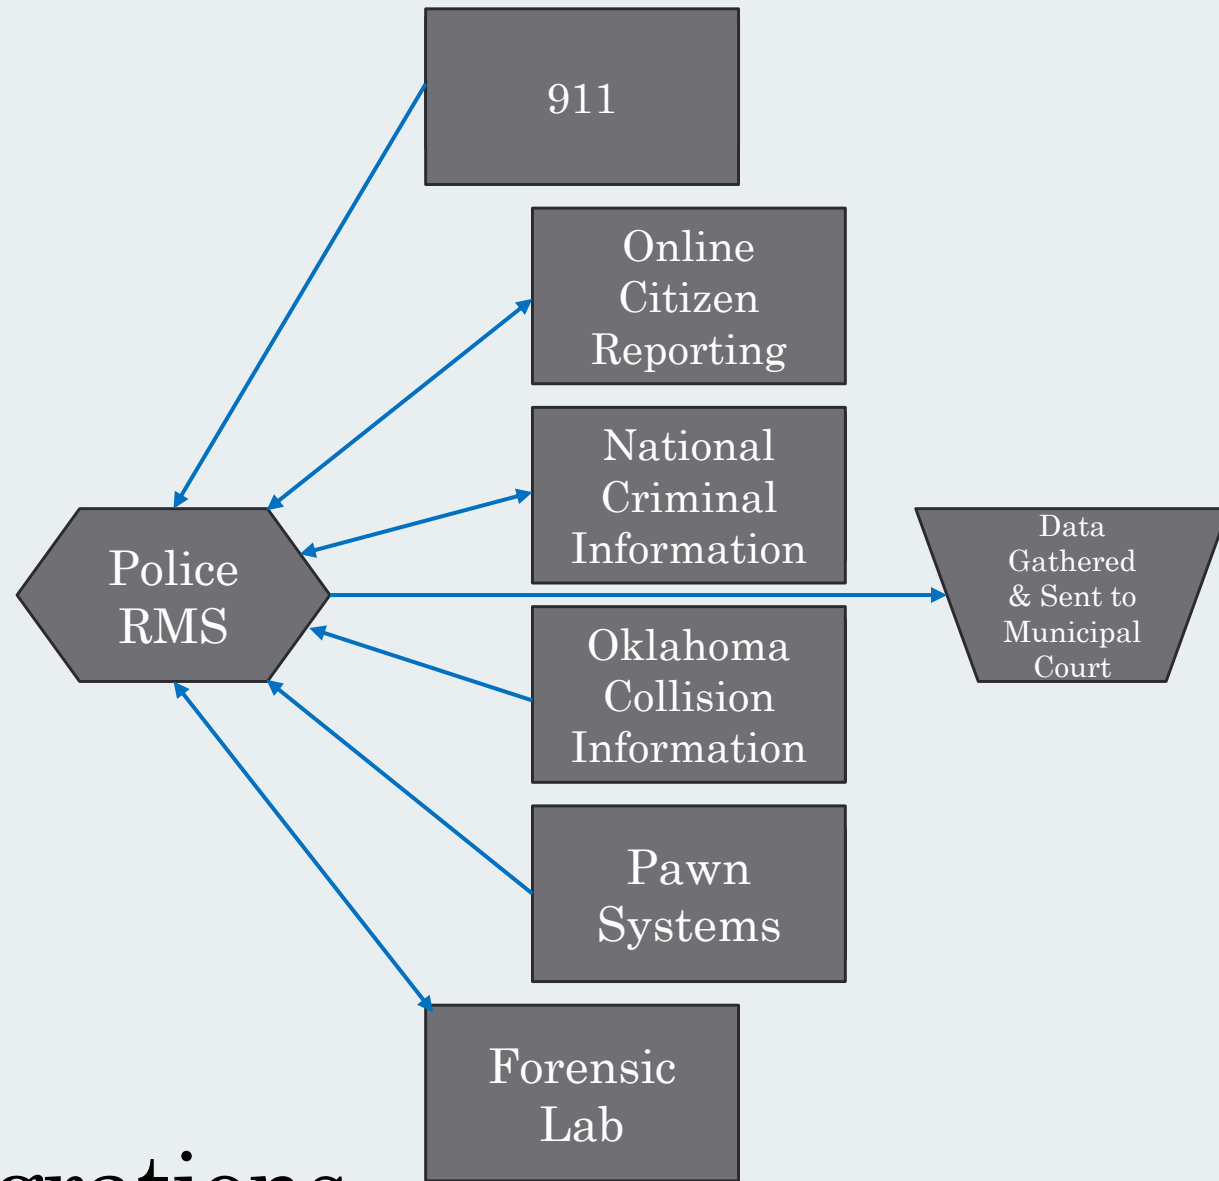 911
Online
Citizen
Reporting
National
Criminal
Information
Police
RMS
Data
Gathered
& Sent to
Municipal
Court
Oklahoma
Collision
Information
Pawn
Systems
Forensic
Lab